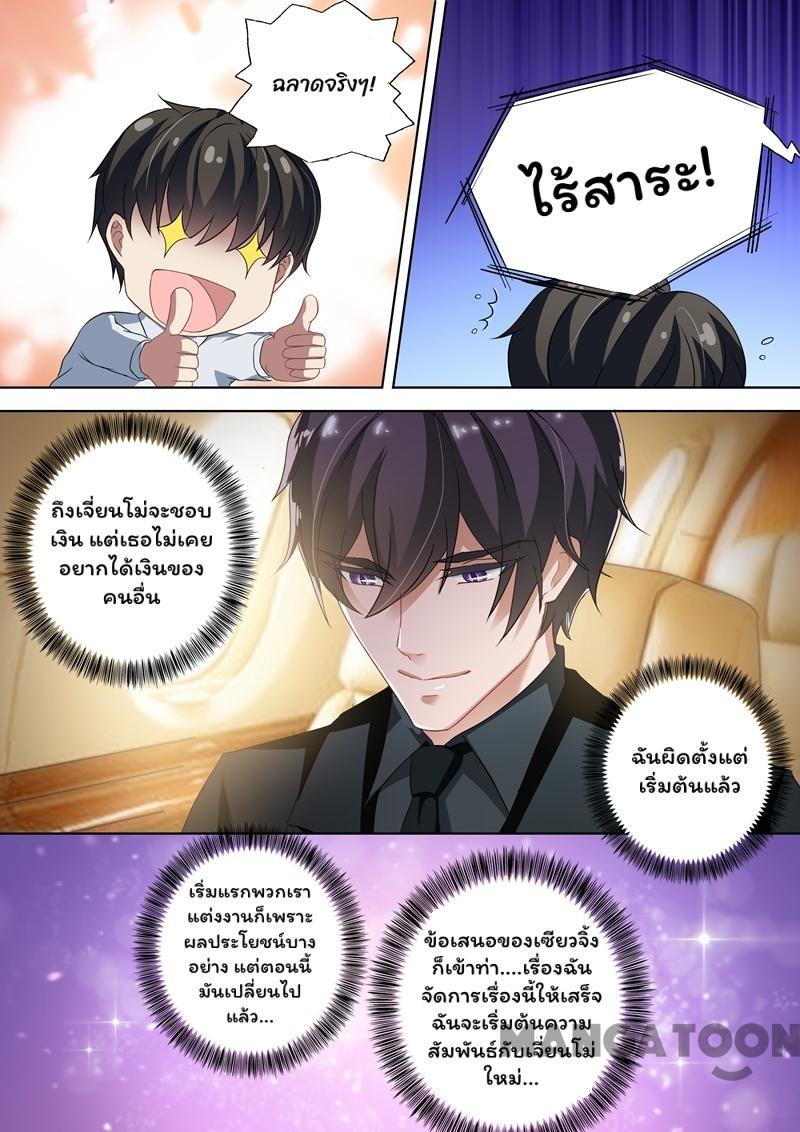 ฉลาดจริงๆ!
ไร้สาระ!
ถึงเจี่ยนโม่จะชอบ
เงิน แต่เธอไม่เคย
อยากได้เงินของ
คนอื่น
ฉันผิดตั้งแต่
เริ่มต้นแล้ว
เริ่มแรกพวกเรา
แต่งงานก็เพราะ
ผลประโยชน์บาง
อย่าง แต่ตอนนี้
มันเปลี่ยนไป
แล้ว...
ข้อเสนอของเซียวจิ้ง
ก็เข้าท่า....เรื่องฉัน
จัดการเรื่องนี้ให้เสร็จ
ฉันจะเริ่มต้นความ
สัมพันธ์กับเจี่ยนโม่
ใหม่...
MANGATOON